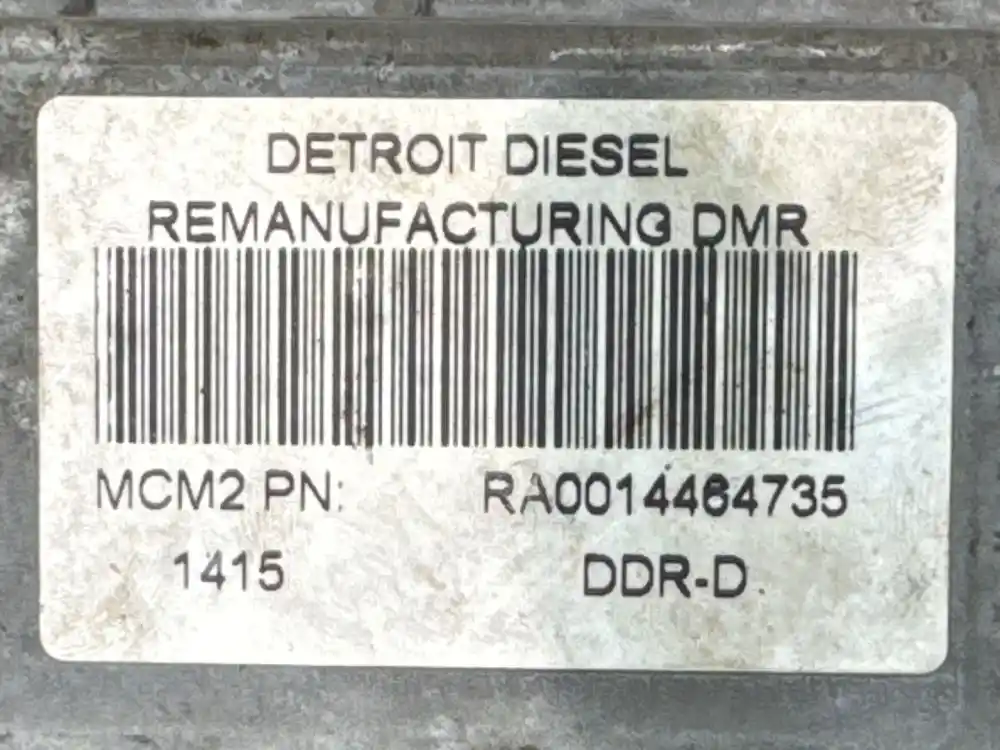 DETROIT DIESEL
REMANUFACTURING DMR
MCM2 PN: RA0014464735
1415 DDR-D